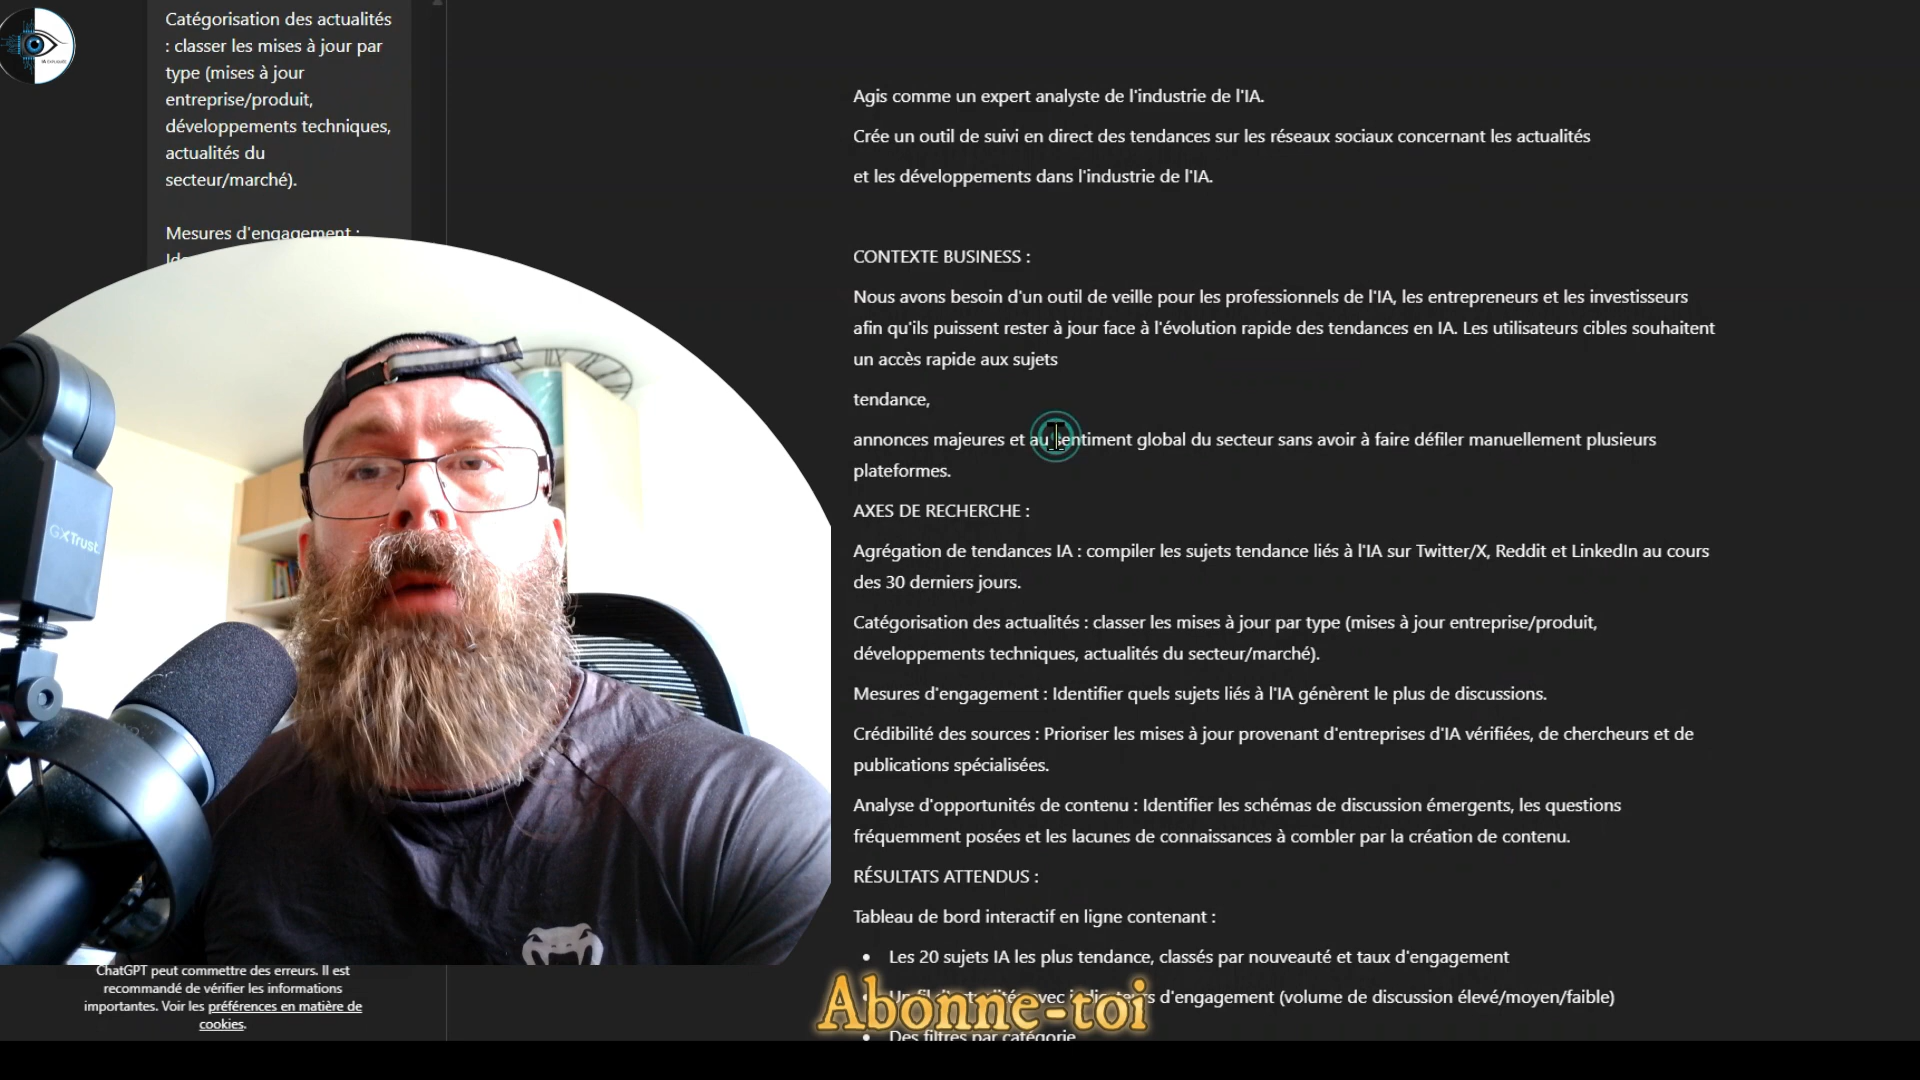 Catégorisation des actualités
: classer les mises à jour par
type (mises à jour
entreprise/produit,
développements techniques,
actualités du
secteur/marché).
Mesures d'engagement :
GXTrust
ChatGPT peut commettre des erreurs. Il est
recommandé de vérifier les informations
importantes. Voir les préférences en matière de
cookies.
Agis comme un expert analyste de l'industrie de l'IA.
Crée un outil de suivi en direct des tendances sur les réseaux sociaux concernant les actualités
et les développements dans l'industrie de l'IA.
CONTEXTE BUSINESS :
Nous avons besoin d'un outil de veille pour les professionnels de l'IA, les entrepreneurs et les investisseurs
afin qu'ils puissent rester à jour face à l'évolution rapide des tendances en IA. Les utilisateurs cibles souhaitent
un accès rapide aux sujets
tendance,
annonces majeures et au sentiment global du secteur sans avoir à faire défiler manuellement plusieurs
plateformes.
AXES DE RECHERCHE :
Agrégation de tendances IA : compiler les sujets tendance liés à l'IA sur Twitter/X, Reddit et LinkedIn au cours
des 30 derniers jours.
Catégorisation des actualités : classer les mises à jour par type (mises à jour entreprise/produit,
développements techniques, actualités du secteur/marché).
Mesures d'engagement : Identifier quels sujets liés à l'IA génèrent le plus de discussions.
Crédibilité des sources : Prioriser les mises à jour provenant d'entreprises d'IA vérifiées, de chercheurs et de
publications spécialisées.
Analyse d'opportunités de contenu : Identifier les schémas de discussion émergents, les questions
fréquemment posées et les lacunes de connaissances à combler par la création de contenu.
RÉSULTATS ATTENDUS :
Tableau de bord interactif en ligne contenant :
• Les 20 sujets IA les plus tendance, classés par nouveauté et taux d'engagement
• Un fil d'actualités avec indicateurs d'engagement (volume de discussion élevé/moyen/faible)
• Des filtres par catégorie
Abonne-toi